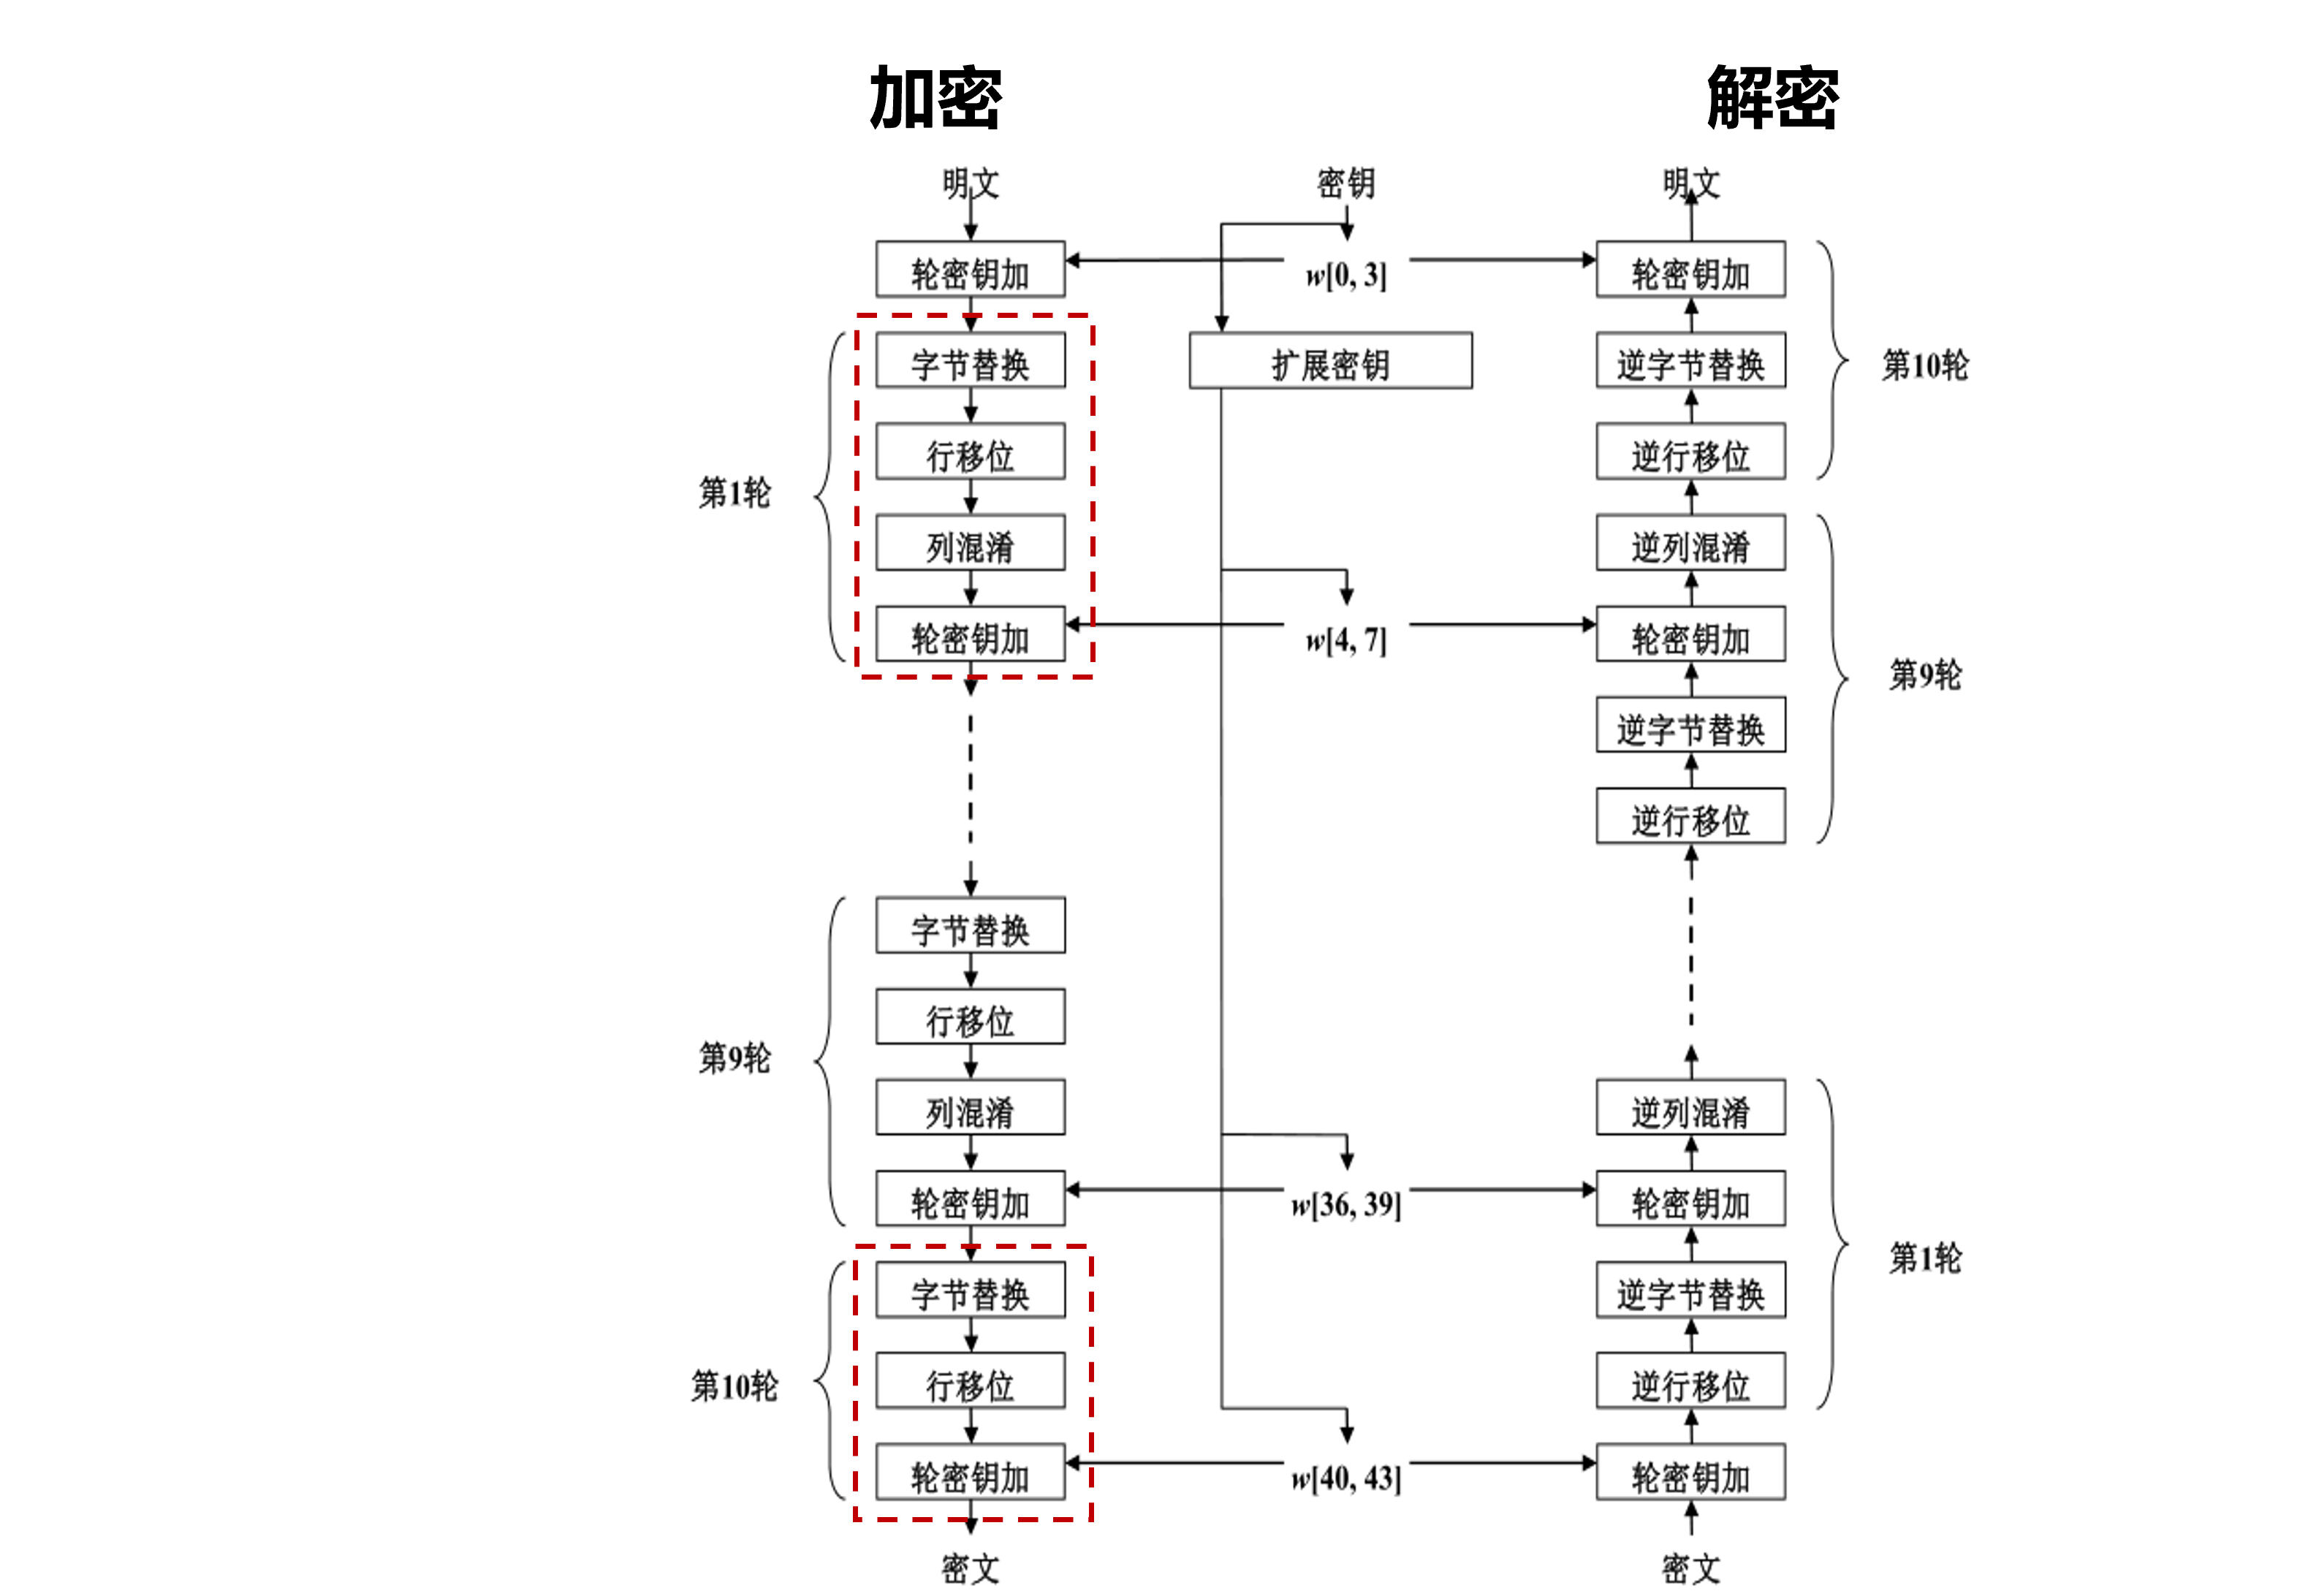 加密
解密
明文
密钥
明文
轮密钥加
w[0, 3]
轮密钥加
字节替换
扩展密钥
逆字节替换
第10轮
行移位
逆行移位
第1轮
列混淆
逆列混淆
轮密钥加
w[4, 7]
轮密钥加
第9轮
逆字节替换
逆行移位
字节替换
行移位
第9轮
列混淆
逆列混淆
轮密钥加
w[36, 39]
轮密钥加
第1轮
字节替换
逆字节替换
第10轮
行移位
逆行移位
轮密钥加
w[40, 43]
轮密钥加
密文
密文